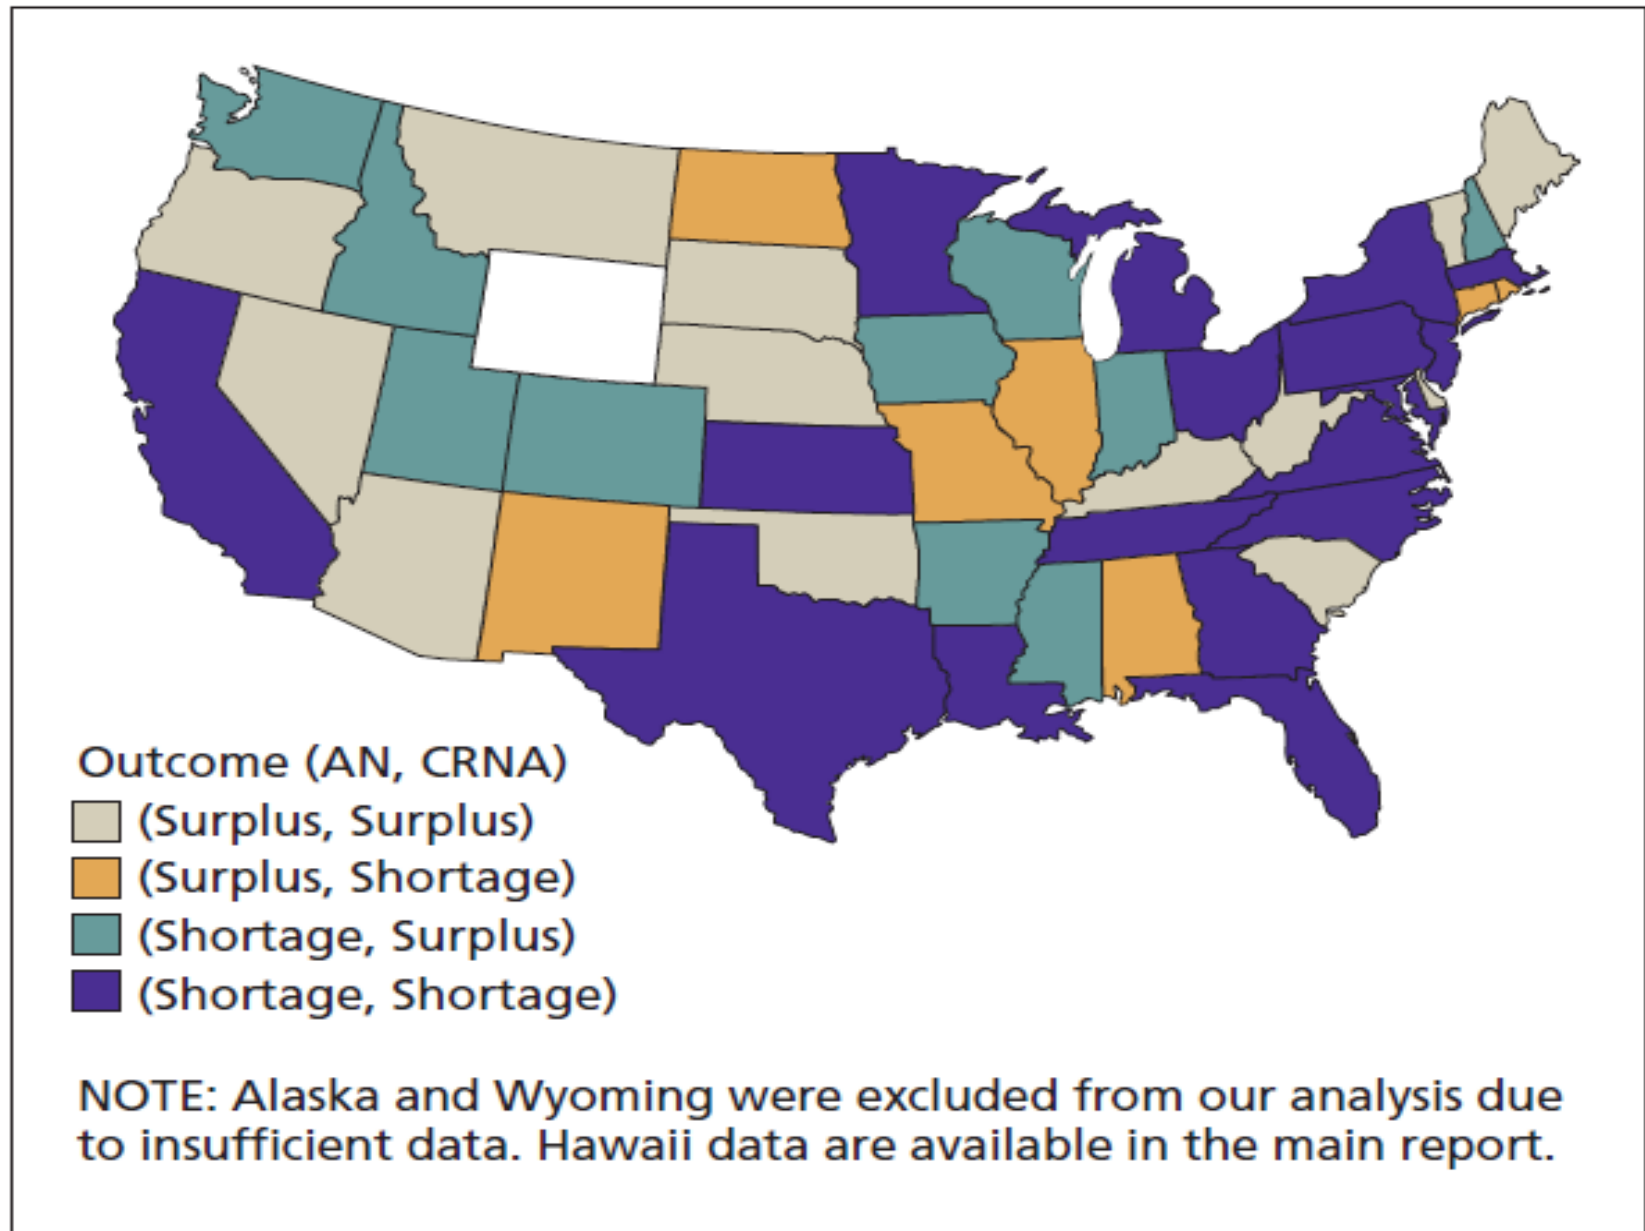 Outcome (AN, CRNA)
(Surplus, Surplus)
(Surplus, Shortage)
(Shortage, Surplus)
(Shortage, Shortage)
NOTE: Alaska and Wyoming were excluded from our analysis due
to insufficient data. Hawaii data are available in the main report.